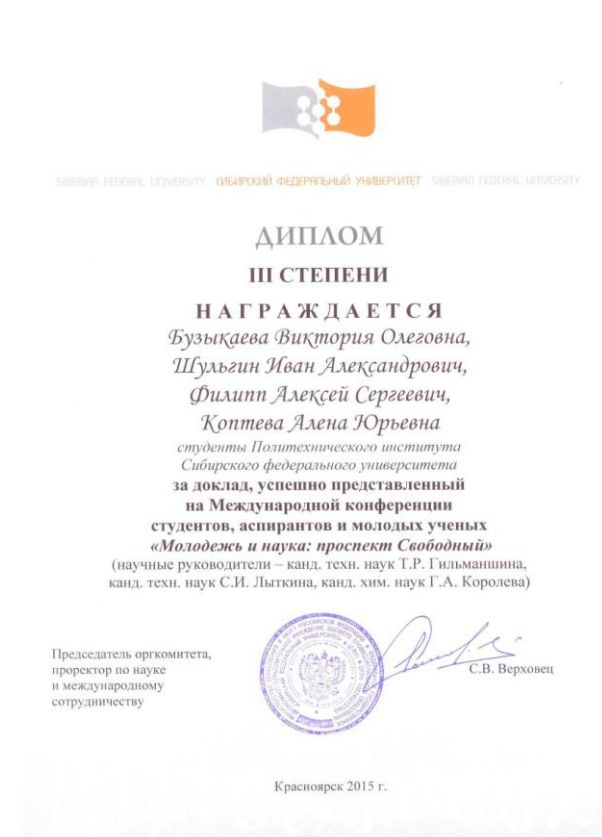 SIBERIAN FEDERAL UNIVERSITY СИБИРСКИЙ ФЕДЕРАЛЬНЫЙ УНИВЕРСИТЕТ SIBERIAN FEDERAL UNIVERSITY
ДИПЛОМ
III СТЕПЕНИ
НАГРАЖДАЕТСЯ
Бузыкаева Виктория Олеговна,
Шульгин Иван Александрович,
Филипп Алексей Сергеевич,
Коптева Алена Юрьевна
студенты Политехнического института
Сибирского федерального университета
за доклад, успешно представленный
на Международной конференции
студентов, аспирантов и молодых ученых
«Молодежь и наука: проспект Свободный»
(научные руководители – канд. техн. наук Т.Р. Гильманшина,
канд. техн. наук С.И. Лыткина, канд. хим. наук Г.А. Королева)
Председатель оргкомитета,
проректор по науке
и международному
сотрудничеству
С.В. Верховец
Красноярск 2015 г.